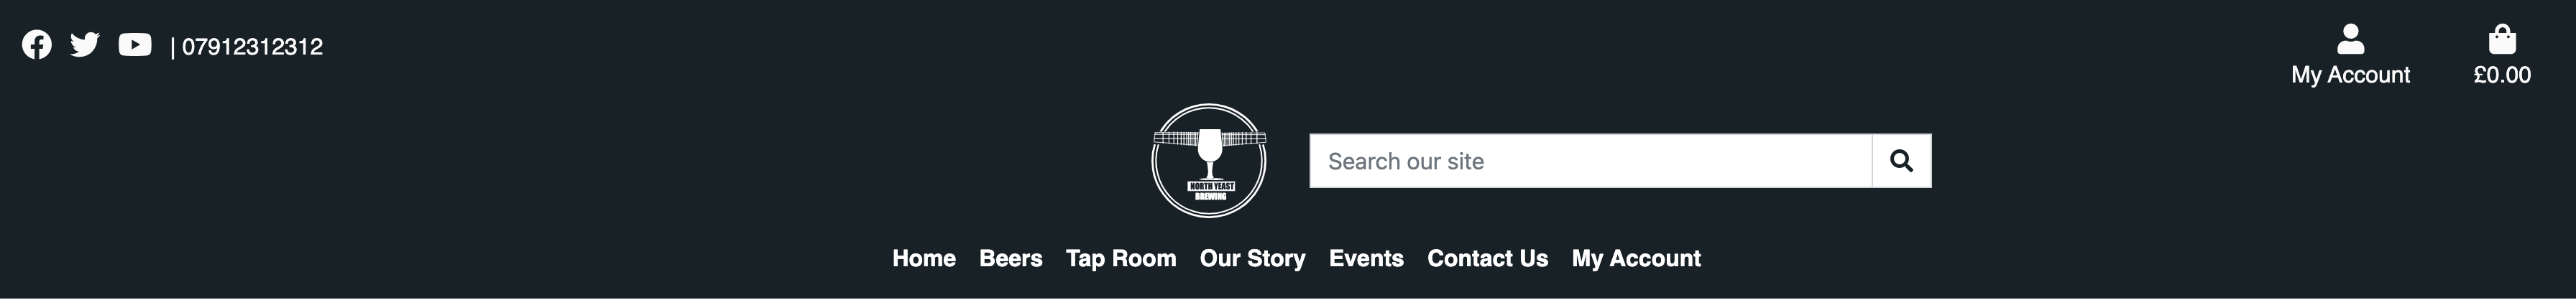 | 07912312312
My Account
£0.00
NORTH YEAST
BREWING
Search our site
Home Beers Tap Room Our Story Events Contact Us My Account